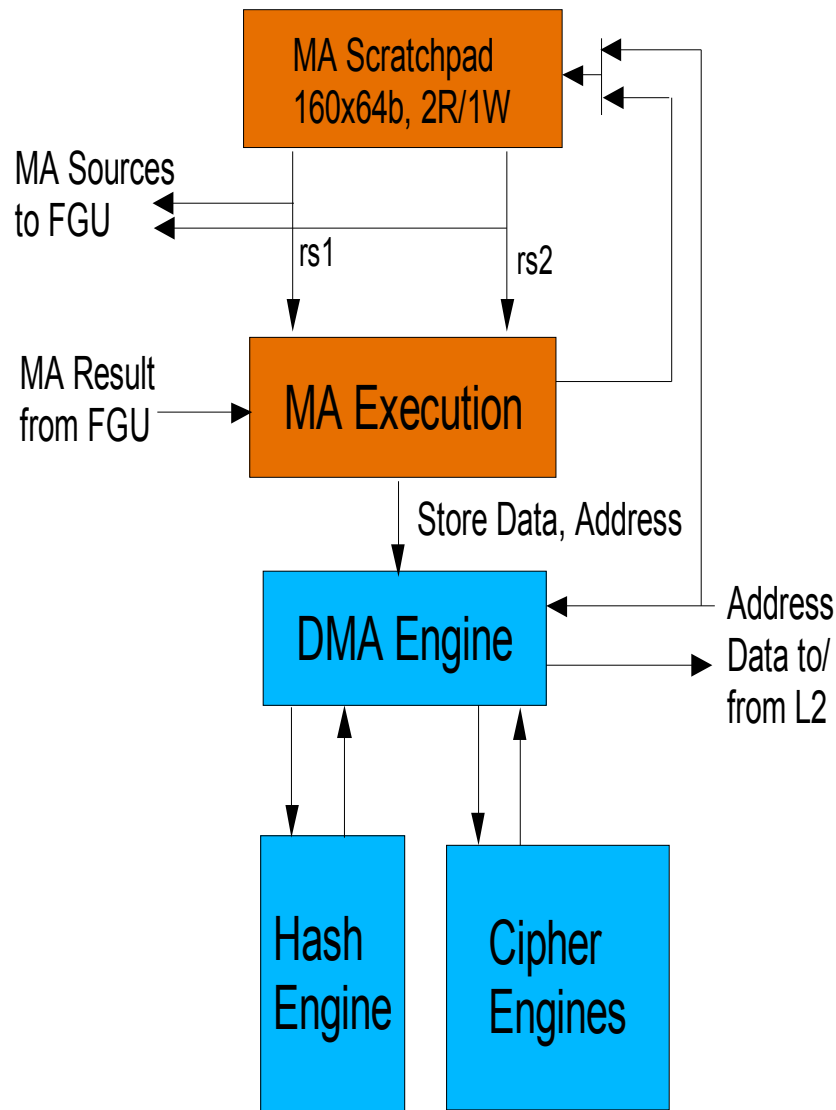 MA Scratchpad
160x64b, 2R/1W
MA Sources
to FGU
rs1
rs2
MA Result
from FGU
MA Execution
Store Data, Address
DMA Engine
Address
Data to/
from L2
Hash
Engine
Cipher
Engines